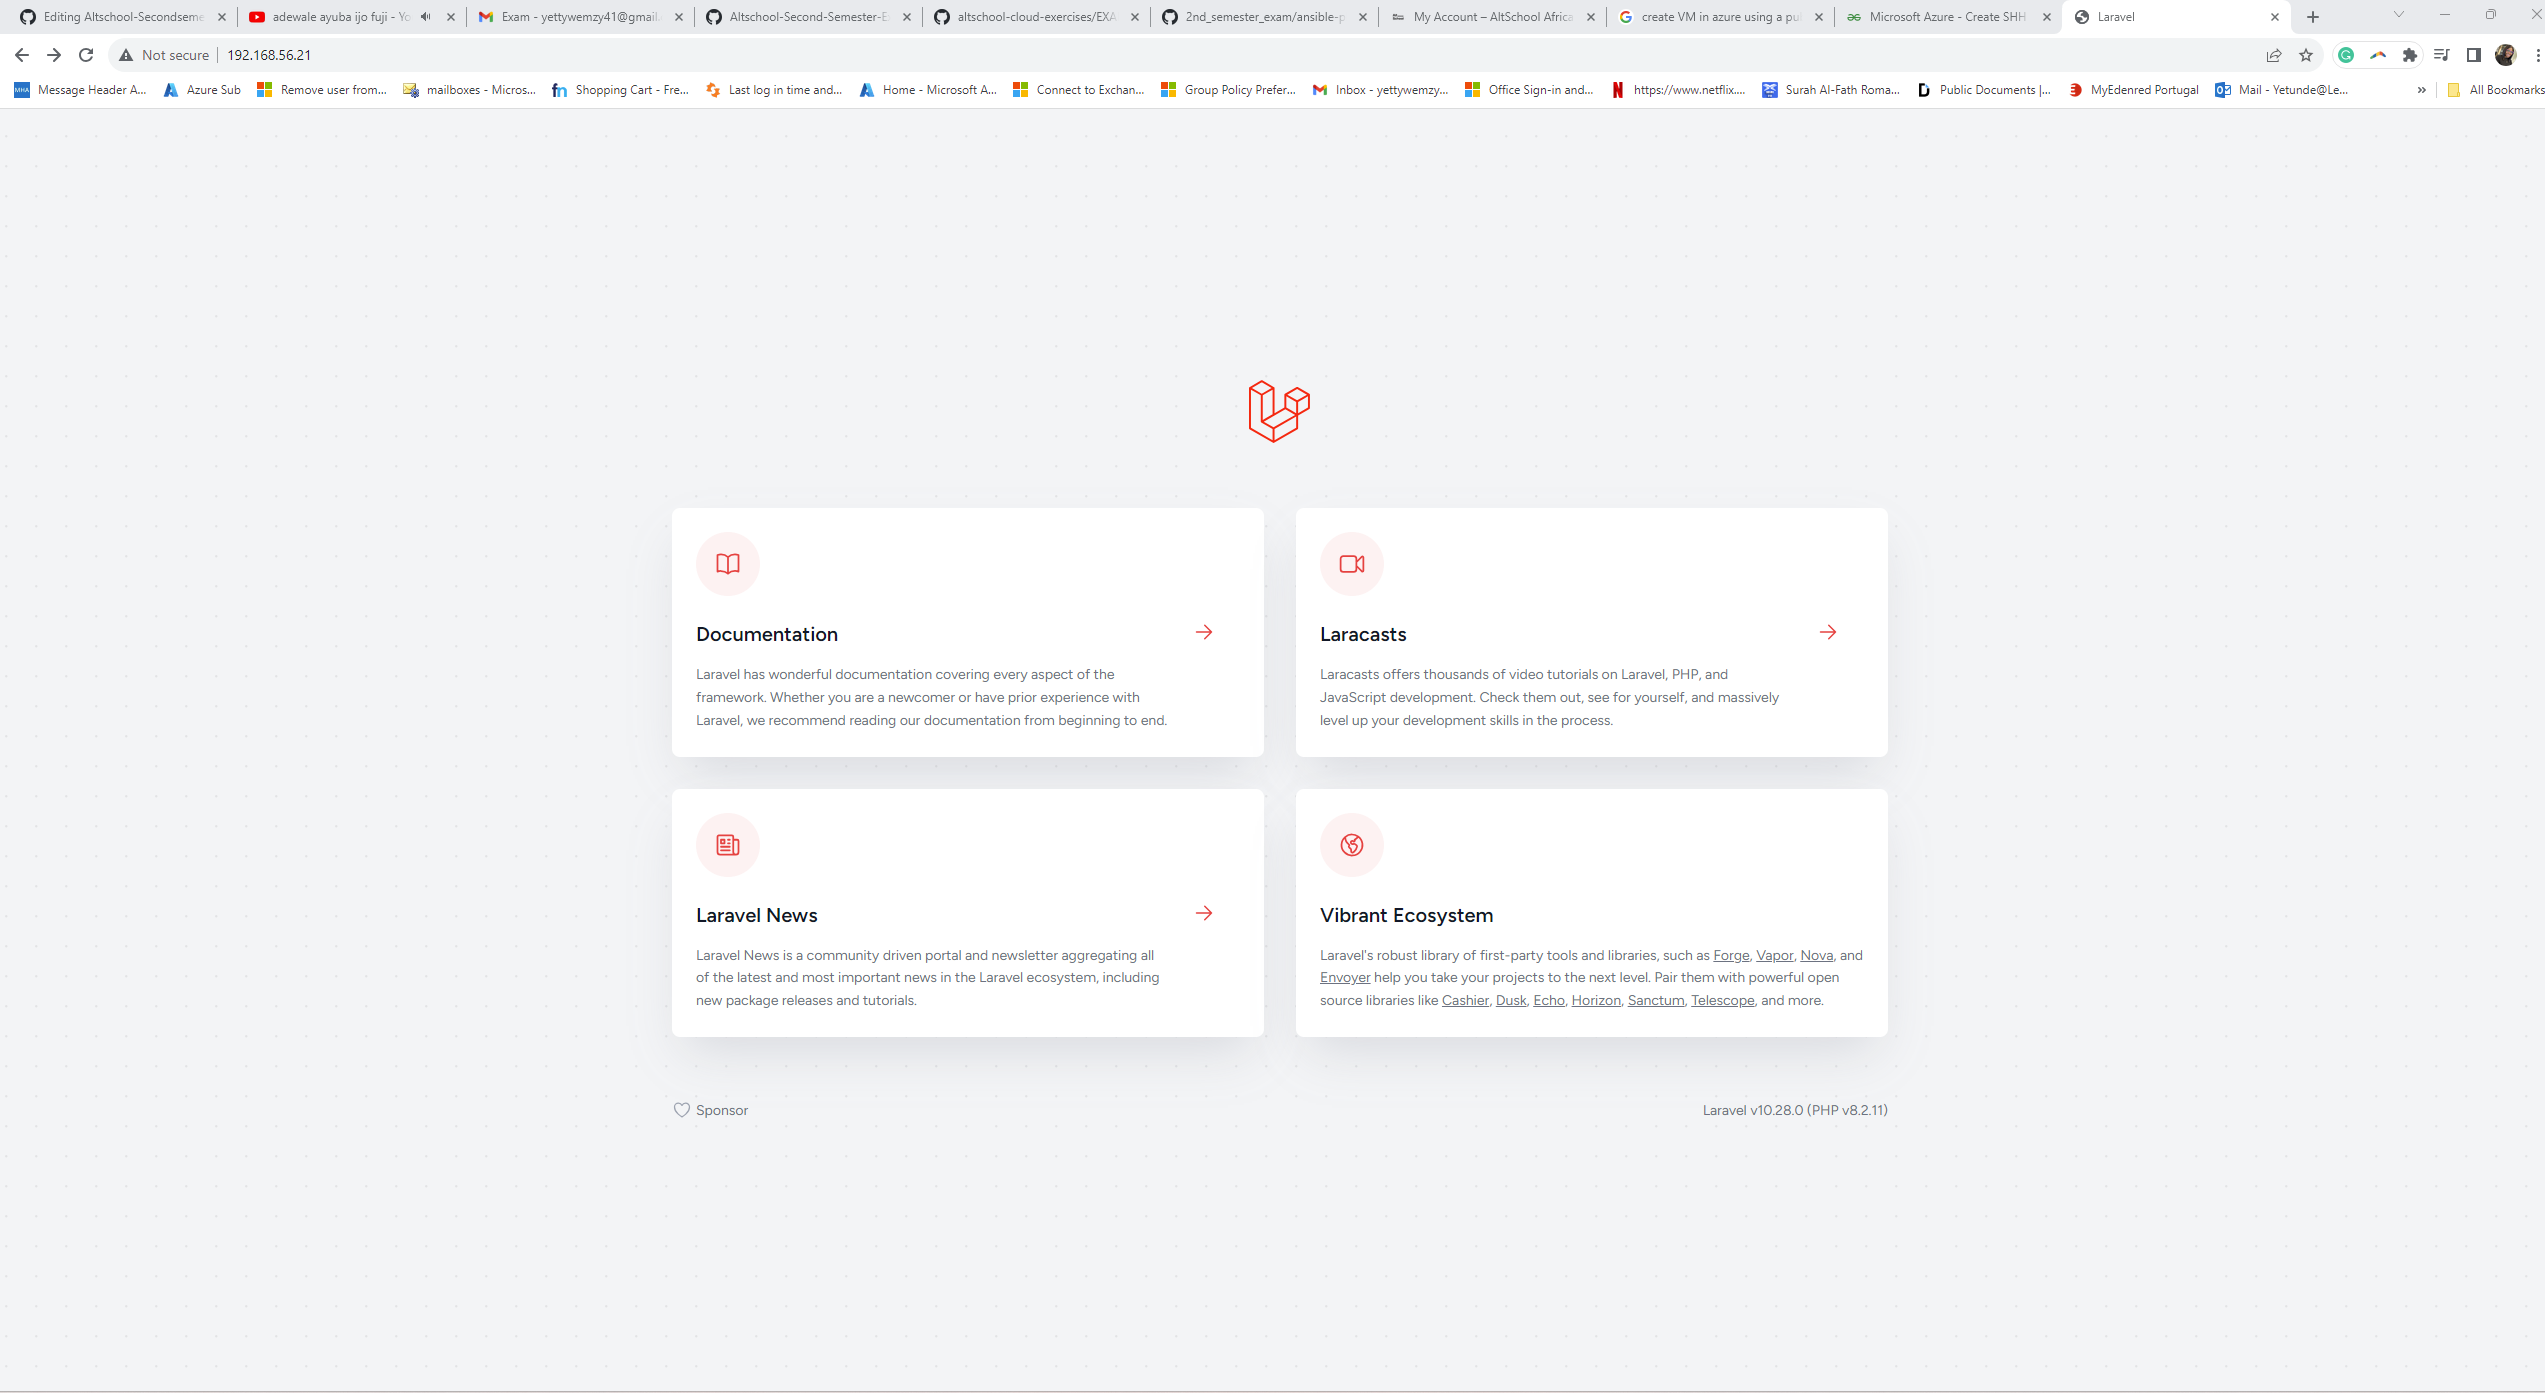 Editing Altschool-Secondseme
adewale ayuba ijo fuji - Yo
Exam - yettywemzy41@gmail.
Altschool-Second-Semester-E
altschool-cloud-exercises/EXA
2nd_semester_exam/ansible-p
My Account – AltSchool Africa
create VM in azure using a pu
Microsoft Azure - Create SHH
Laravel
Not secure
192.168.56.21
MHA
Message Header A...
Azure Sub
Remove user from...
mailboxes - Micros...
Shopping Cart - Fre...
Last log in time and...
Home - Microsoft A...
Connect to Exchan...
Group Policy Prefer...
Inbox - yettywemzy...
Office Sign-in and...
https://www.netflix....
Surah Al-Fath Roma...
Public Documents |...
MyEdenred Portugal
Mail - Yetunde@Le...
»
All Bookmarks
Documentation
Laravel has wonderful documentation covering every aspect of the
framework. Whether you are a newcomer or have prior experience with
Laravel, we recommend reading our documentation from beginning to end.
Laracasts
Laracasts offers thousands of video tutorials on Laravel, PHP, and
JavaScript development. Check them out, see for yourself, and massively
level up your development skills in the process.
Laravel News
Laravel News is a community driven portal and newsletter aggregating all
of the latest and most important news in the Laravel ecosystem, including
new package releases and tutorials.
Vibrant Ecosystem
Laravel's robust library of first-party tools and libraries, such as Forge, Vapor, Nova, and
Envoyer help you take your projects to the next level. Pair them with powerful open
source libraries like Cashier, Dusk, Echo, Horizon, Sanctum, Telescope, and more.
Sponsor
Laravel v10.28.0 (PHP v8.2.11)